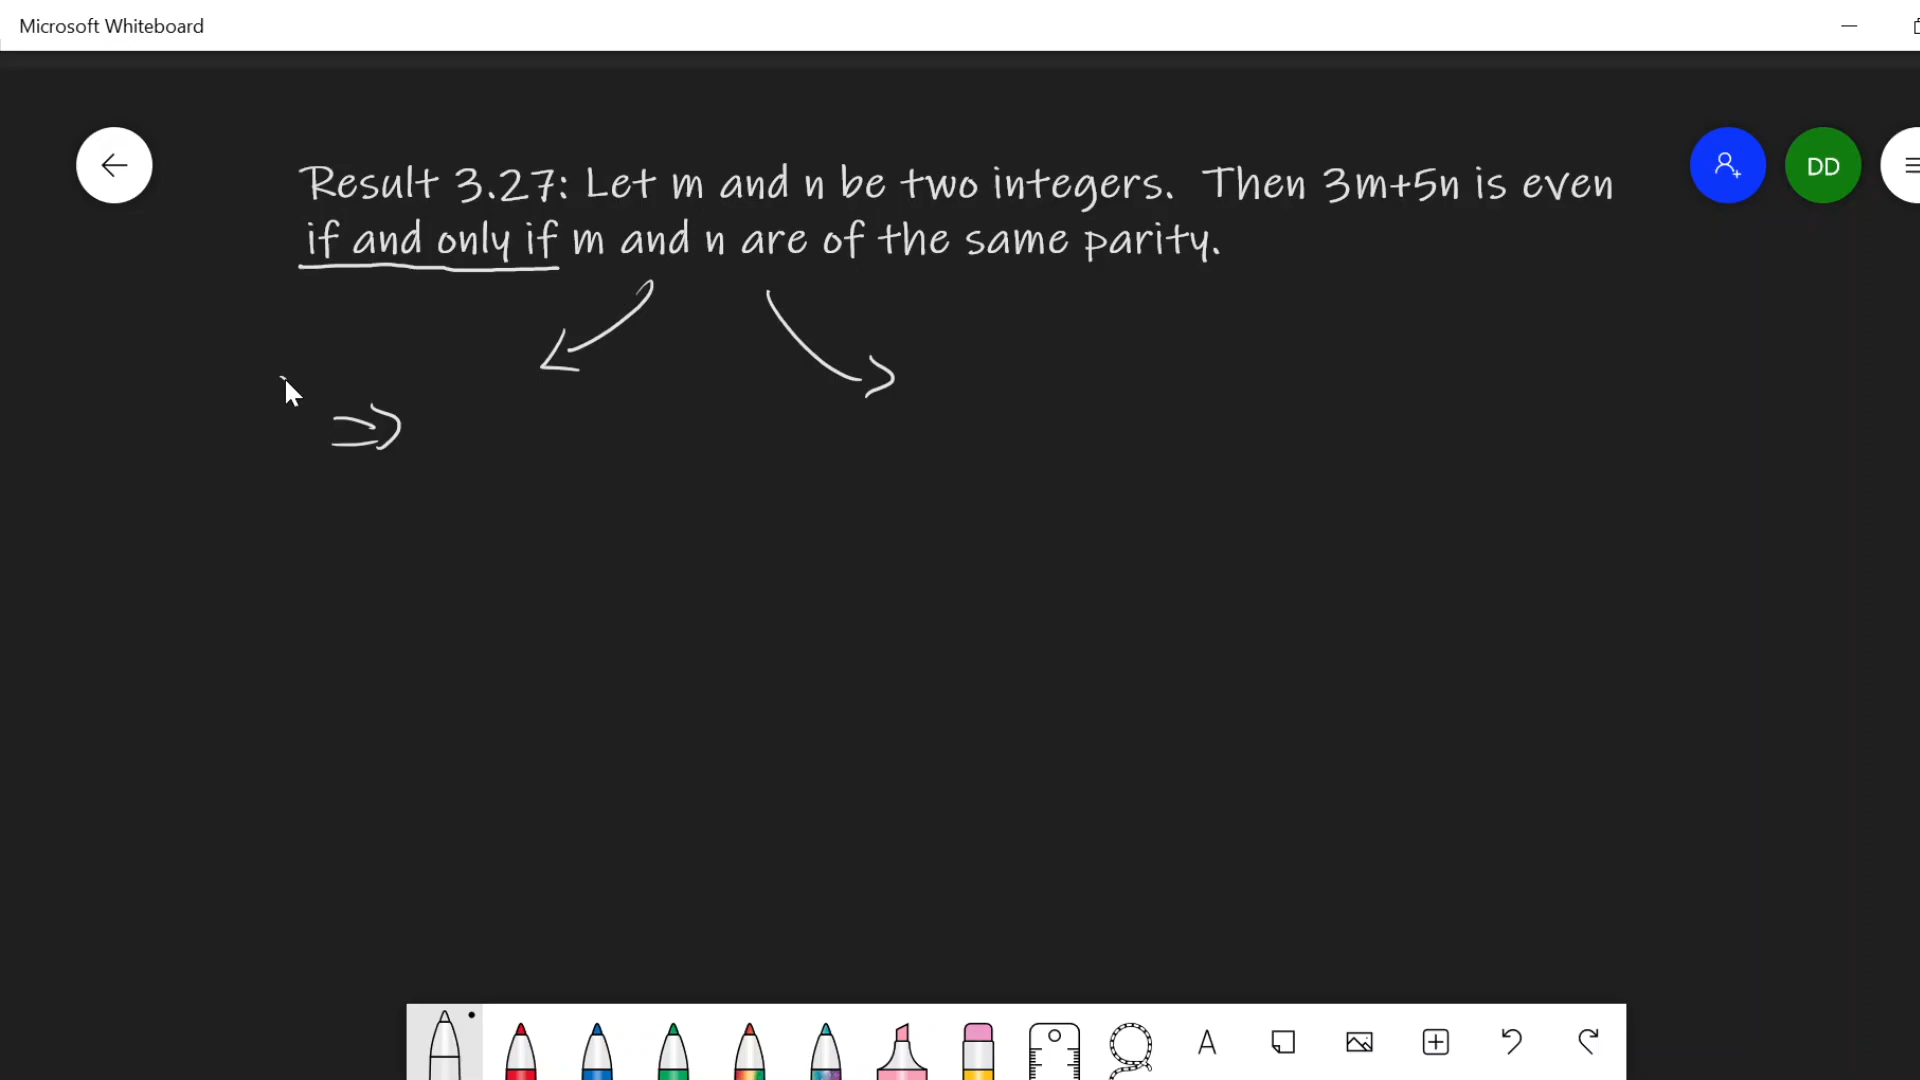 Microsoft Whiteboard
DD
Result 3.27: Let m and n be two integers. Then 3m+5n is even
if and only if m and n are of the same parity.
⇒
A